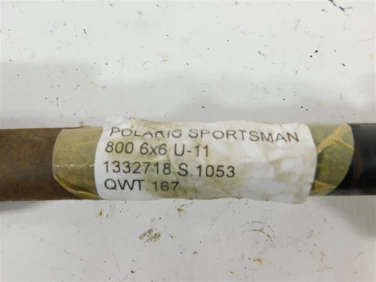 POLARIS SPORTSMAN
800 6x6 U-11
1332718 S.1053
QWT.167